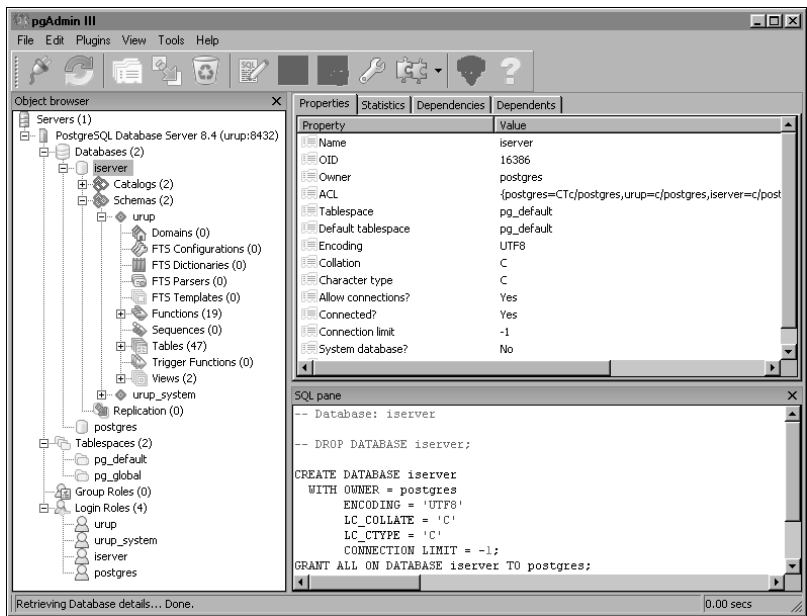 pgAdmin III
File Edit Plugins View Tools Help
SQL
Object browser
Servers (1)
PostgreSQL Database Server 8.4 (urup:8432)
Databases (2)
iserver
Catalogs (2)
Schemas (2)
urup
Domains (0)
FTS Configurations (0)
FTS Dictionaries (0)
FTS Parsers (0)
FTS Templates (0)
Functions (19)
Sequences (0)
Tables (47)
Trigger Functions (0)
Views (2)
urup_system
Replication (0)
postgres
Tablespaces (2)
pg_default
pg_global
Group Roles (0)
Login Roles (4)
urup
urup_system
iserver
postgres
Properties Statistics Dependencies Dependents
Property Value
Name iserver
OID 16386
Owner postgres
ACL {postgres=CTc/postgres,urup=c/postgres,iserver=c/post
Tablespace pg_default
Default tablespace pg_default
Encoding UTF8
Collation C
Character type C
Allow connections? Yes
Connected? Yes
Connection limit -1
System database? No
SQL pane
-- Database: iserver
-- DROP DATABASE iserver;
CREATE DATABASE iserver
WITH OWNER = postgres
ENCODING = 'UTF8'
LC_COLLATE = 'C'
LC_CTYPE = 'C'
CONNECTION LIMIT = -1;
GRANT ALL ON DATABASE iserver TO postgres;
Retrieving Database details... Done. 0.00 secs